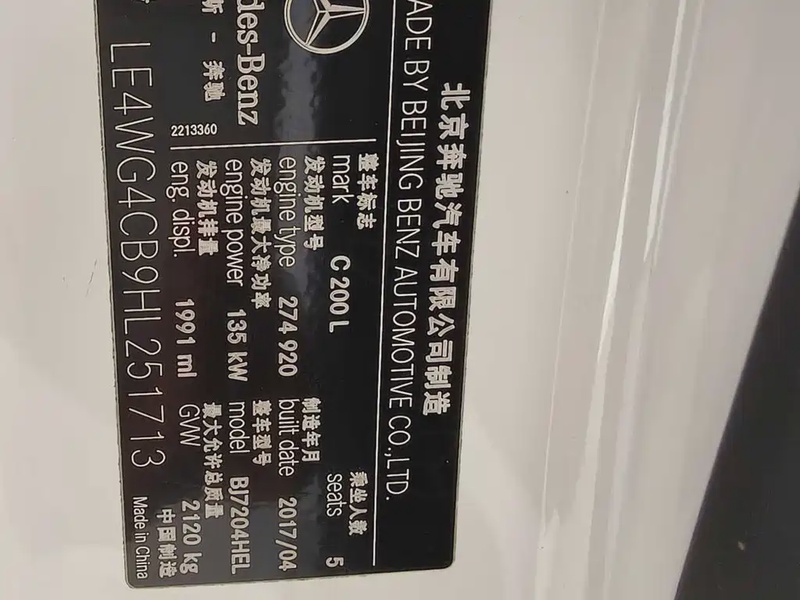 北京奔驰汽车有限公司制造
MADE BY BEIJING BENZ AUTOMOTIVE CO.,LTD.
整车标志
mark C 200 L
乘坐人数
seats 5
发动机型号
engine type 274 920
制造年月
built date 2017/04
发动机最大净功率
engine power 135 kW
整车型号
model BJ7204HEL
发动机排量
eng. displ. 1991 ml
最大允许总质量
GVW 2120 kg
des-Benz
斯 - 奔驰
2213360
LE4WG4CB9HL251713
中国制造
Made in China